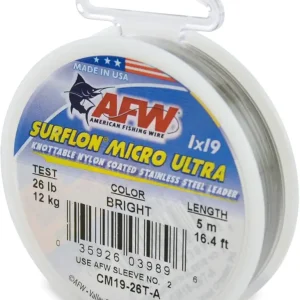 MADE IN USA
AFW
AMERICAN FISHING WIRE
1x19
SURFLON MICRO ULTRA
KNOTTABLE NYLON COATED STAINLESS STEEL LEADER
TEST COLOR LENGTH
26 lb BRIGHT 5 m
12 kg 16.4 ft
0 35926 03989 6
USE AFW SLEEVE NO. 2
CM19-26T-A
©AFW